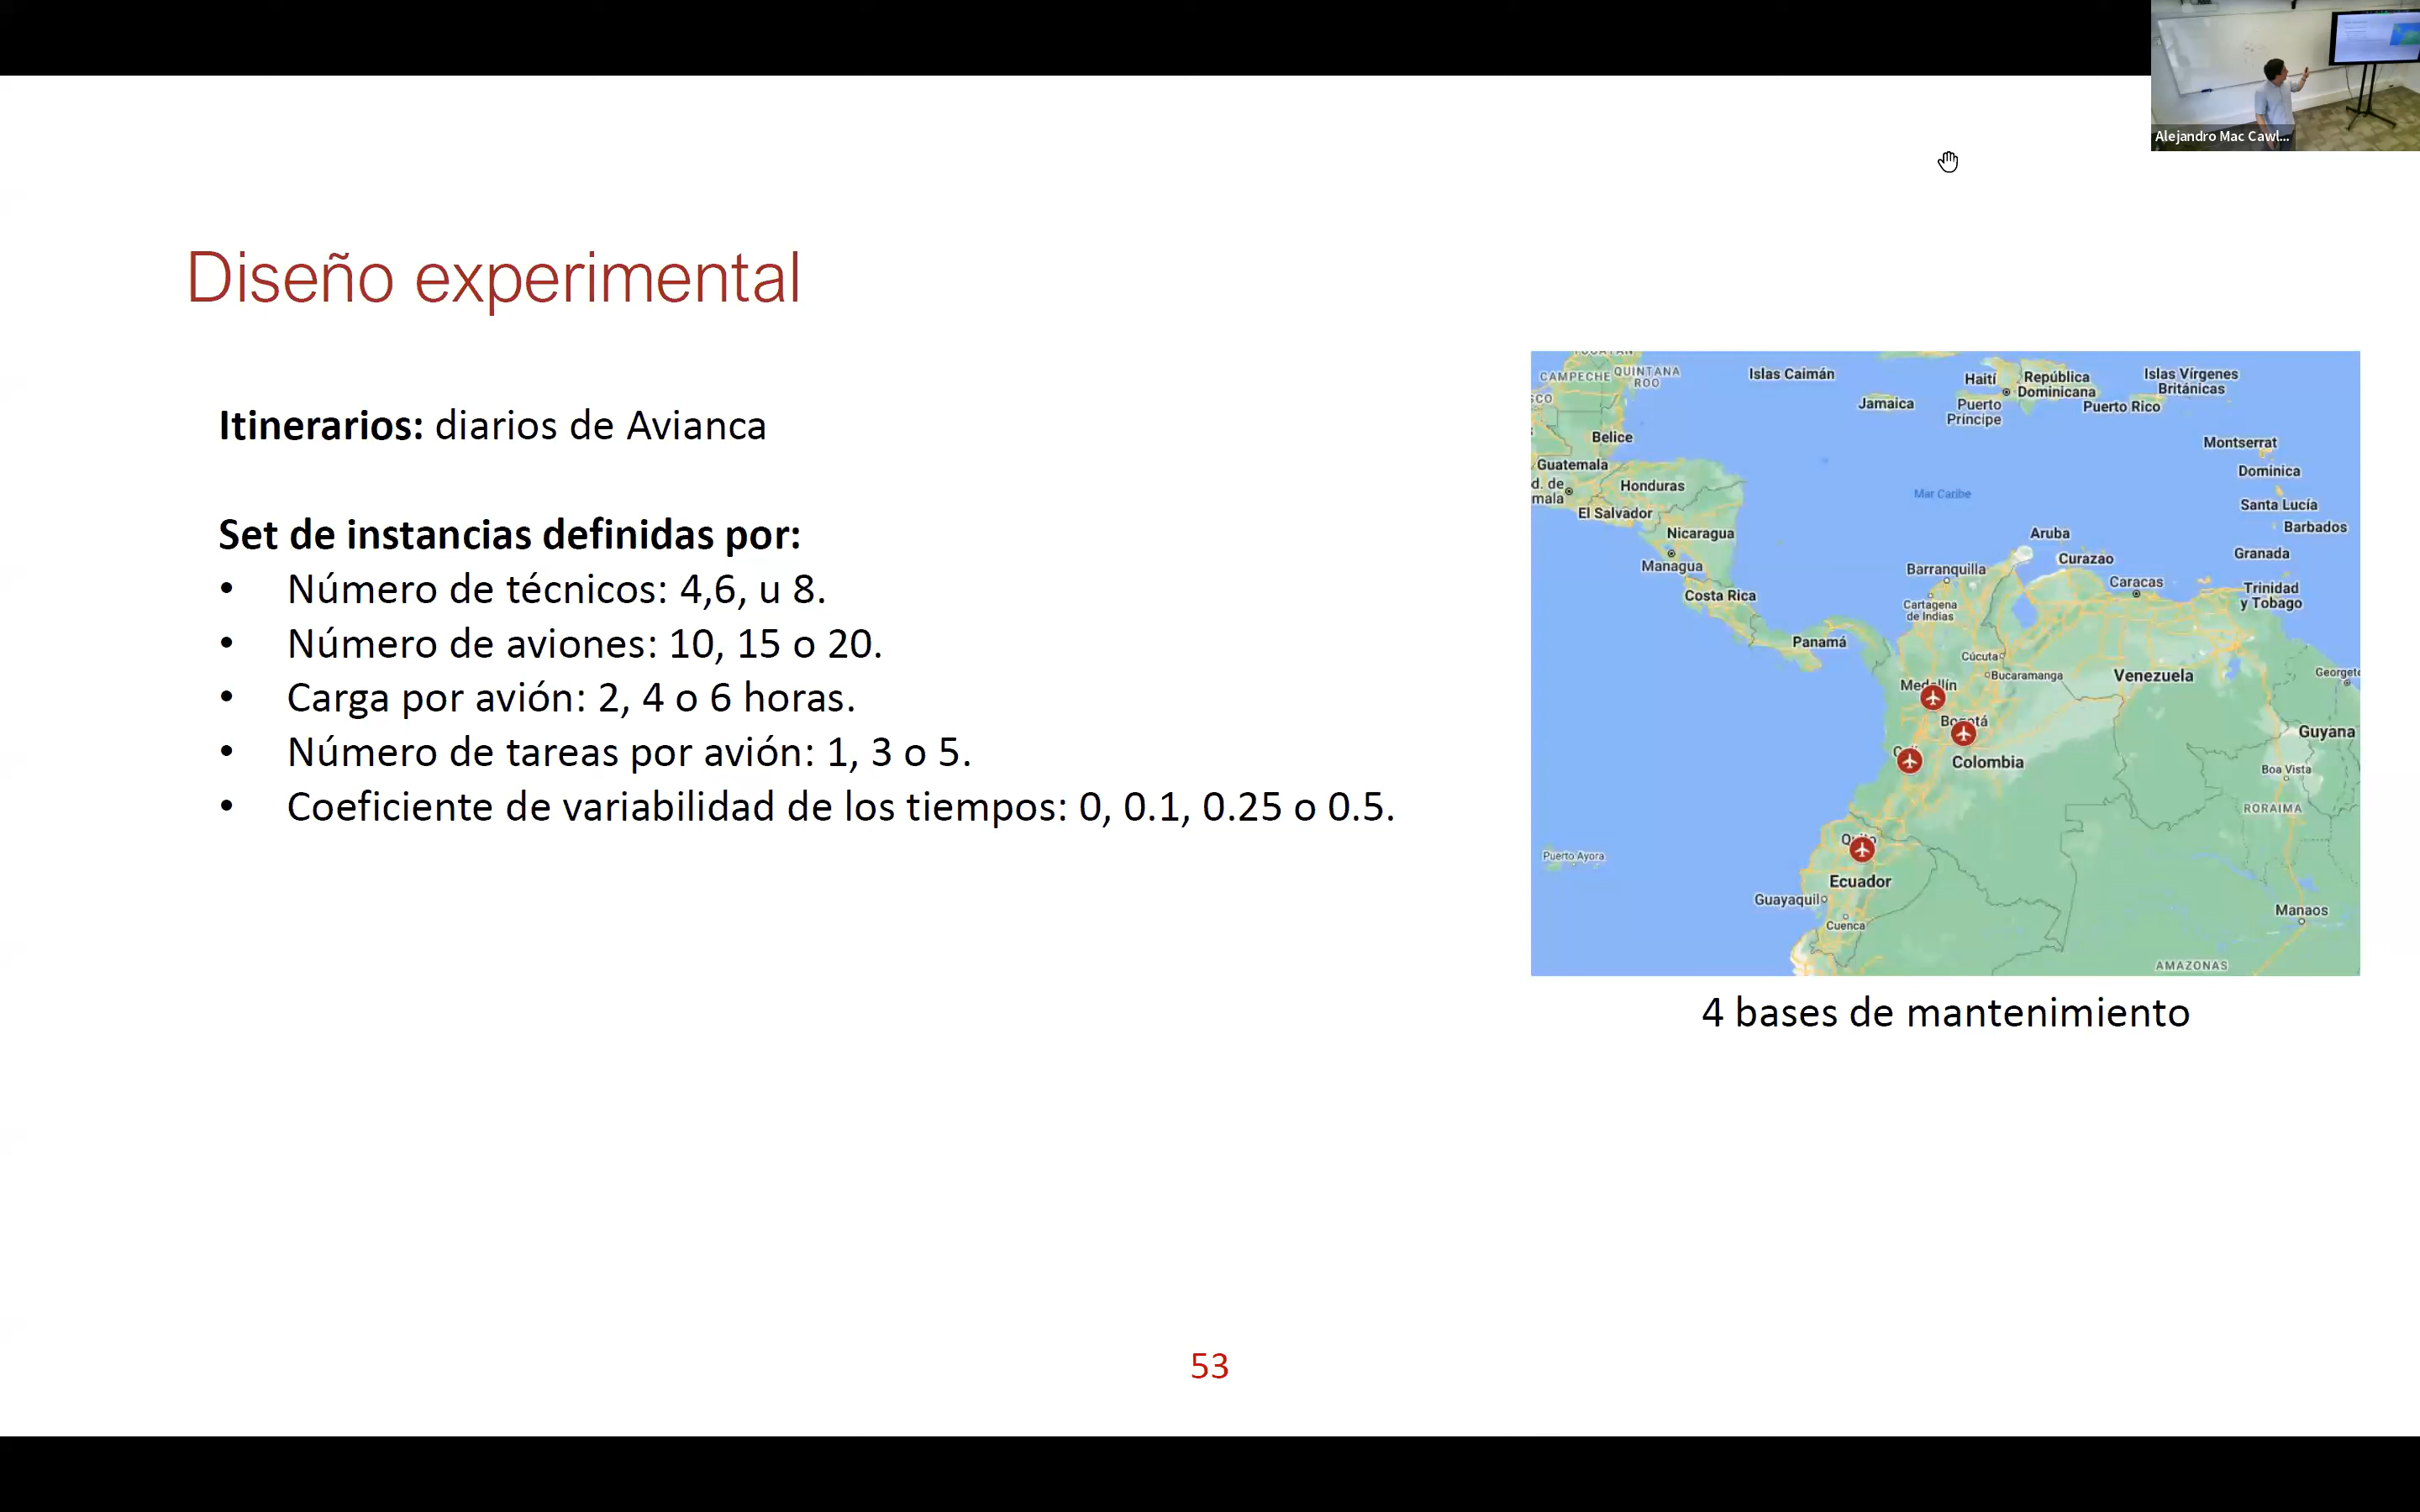 Alejandro Mac Cawl...
Diseño experimental
Itinerarios: diarios de Avianca
Set de instancias definidas por:
• Número de técnicos: 4,6, u 8.
• Número de aviones: 10, 15 o 20.
• Carga por avión: 2, 4 o 6 horas.
• Número de tareas por avión: 1, 3 o 5.
• Coeficiente de variabilidad de los tiempos: 0, 0.1, 0.25 o 0.5.
CAMPECHE
QUINTANA
ROO
Islas Caimán
Haití
República
Dominicana
Islas Vírgenes
Británicas
Jamaica
Puerto
Príncipe
Puerto Rico
Belice
Montserrat
Guatemala
Dominica
d. de
mala
Honduras
Mar Caribe
El Salvador
Santa Lucía
Barbados
Nicaragua
Aruba
Granada
Managua
Curazao
Barranquilla
Caracas
Costa Rica
Cartagena
de Indias
Trinidad
y Tobago
Panamá
Cúcuta
Bucaramanga
Venezuela
Georget
Medellín
Bogotá
Guyana
Colombia
Boa Vista
RORAIMA
Puerto Ayora
Ecuador
Guayaquil
Manaos
Cuenca
AMAZONAS
4 bases de mantenimiento
53